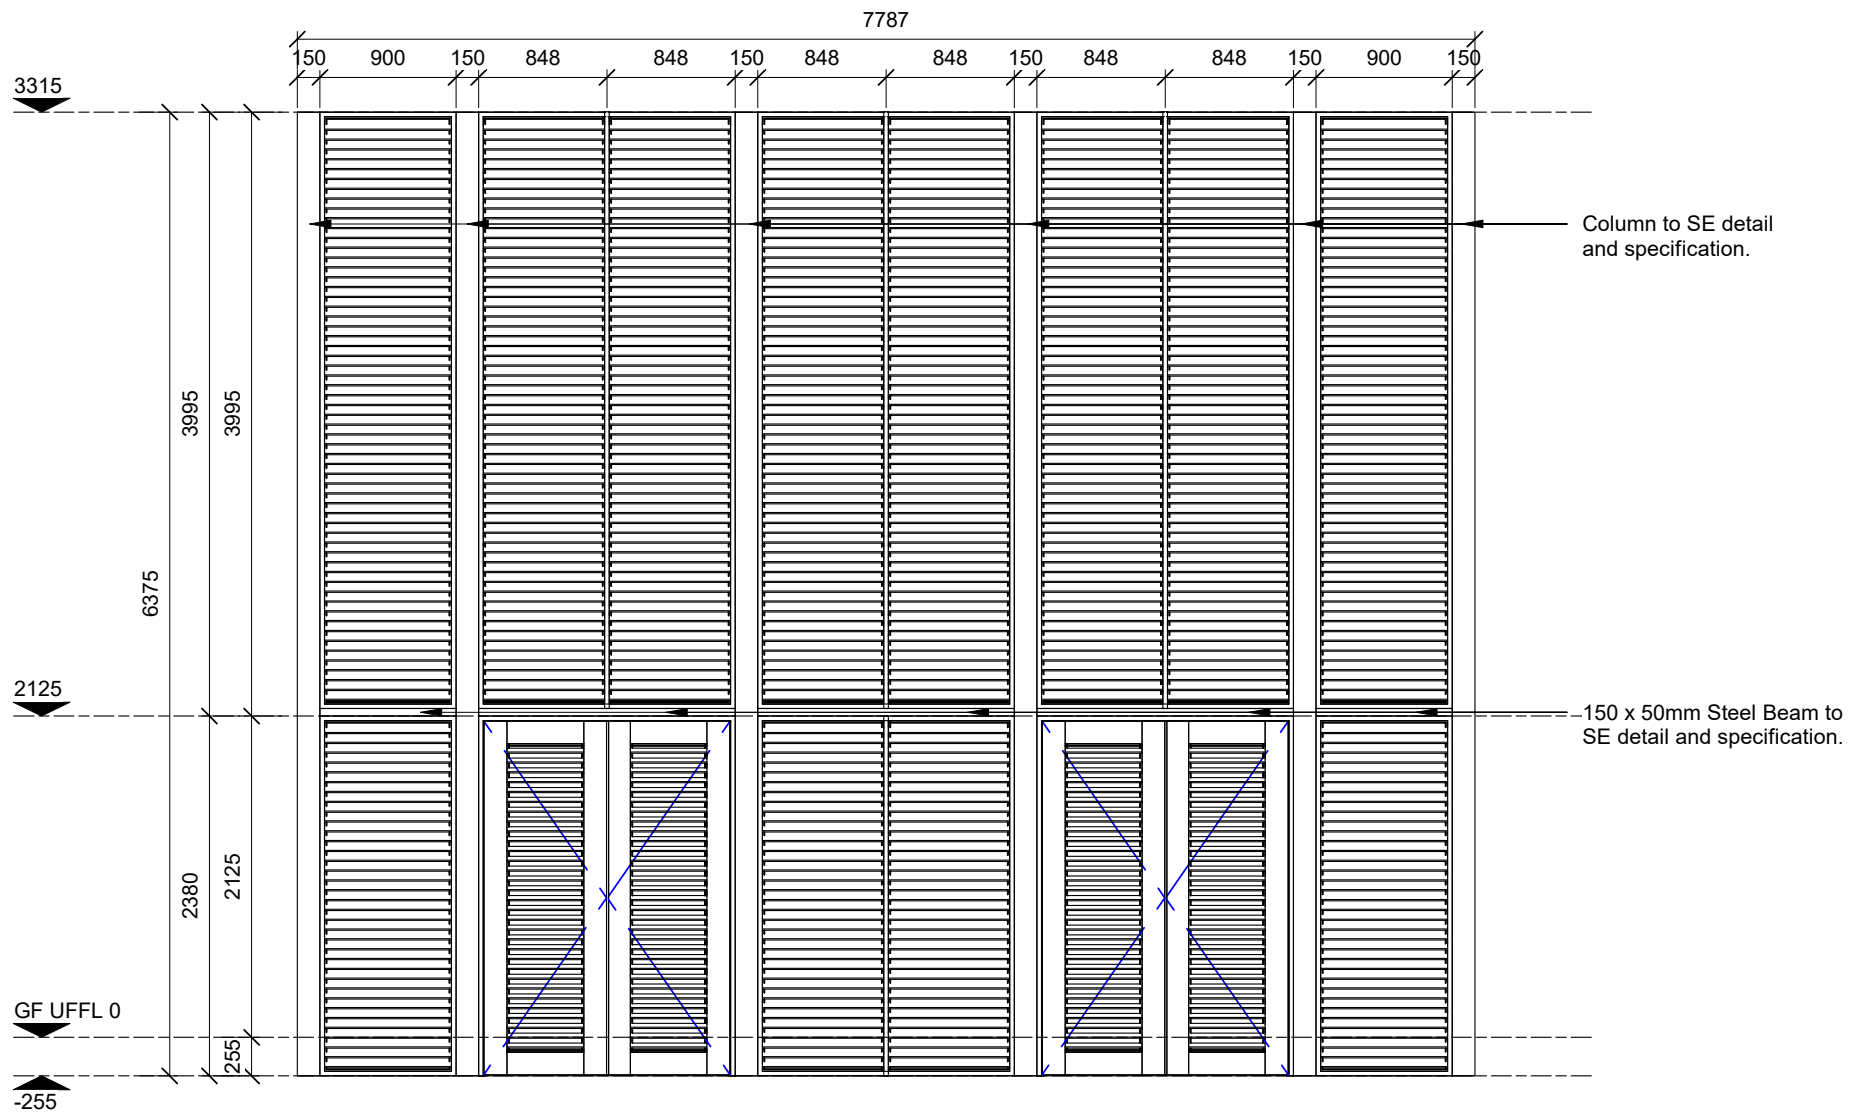 7787
150 900 150 848 848 150 848 848 150 848 848 150 900 150
3315
Column to SE detail
and specification.
3995 3995
6375
2125
150 x 50mm Steel Beam to
SE detail and specification.
2380 2125
GF UFFL 0
255
-255